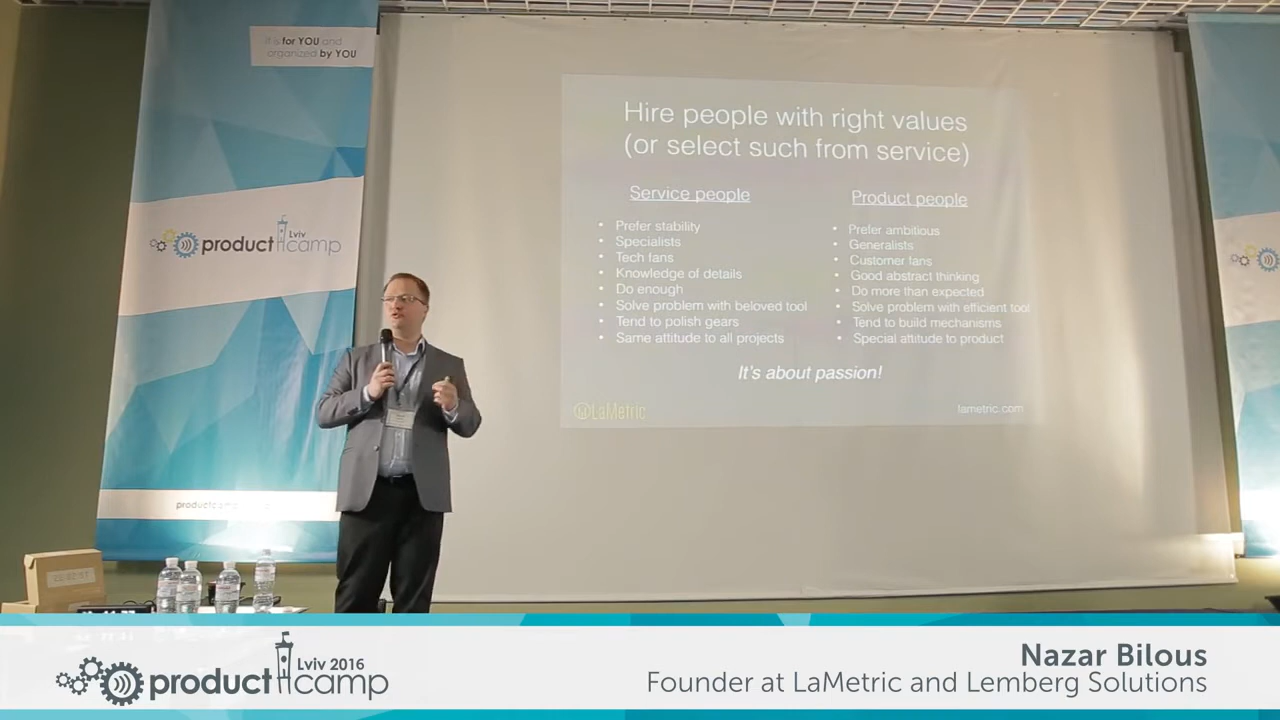 It is for YOU and
organized by YOU
Lviv
product camp
productcamp
Hire people with right values
(or select such from service)
Service people
• Prefer stability
• Specialists
• Tech fans
• Knowledge of details
• Do enough
• Solve problem with beloved tool
• Tend to polish gears
• Same attitude to all projects
Product people
• Prefer ambitious
• Generalists
• Customer fans
• Good abstract thinking
• Do more than expected
• Solve problem with efficient tool
• Tend to build mechanisms
• Special attitude to product
It's about passion!
@LaMetric
lametric.com
Lviv 2016
product camp
Nazar Bilous
Founder at LaMetric and Lemberg Solutions